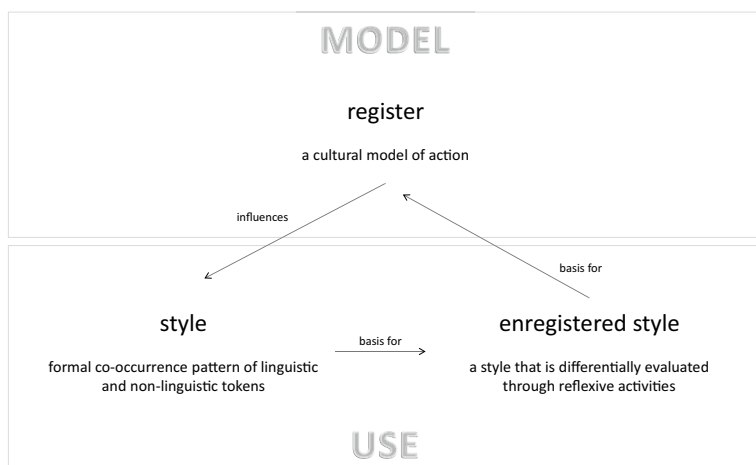 MODEL
register
a cultural model of action
influences
basis for
style
enregistered style
basis for
formal co-occurrence pattern of linguistic
and non-linguistic tokens
a style that is differentially evaluated
through reflexive activities
USE